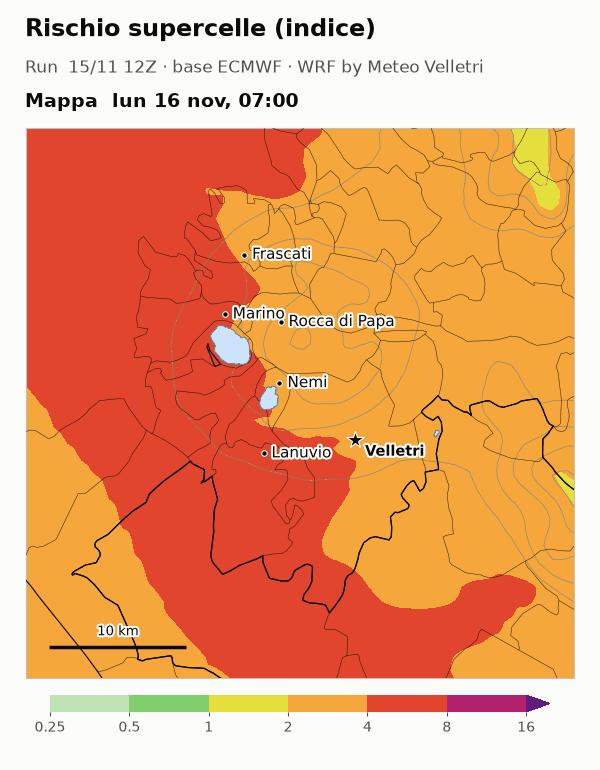 Rischio supercelle (indice)
Run  15/11 12Z · base ECMWF · WRF by Meteo Velletri
Mappa  lun 16 nov, 07:00
Frascati
Marino
Rocca di Papa
Nemi
Velletri
Lanuvio
10 km
0.25 0.5 1 2 4 8 16